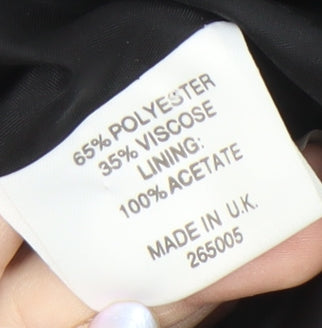 65% POLYESTER
35% VISCOSE
LINING:
100% ACETATE
MADE IN U.K.
265005